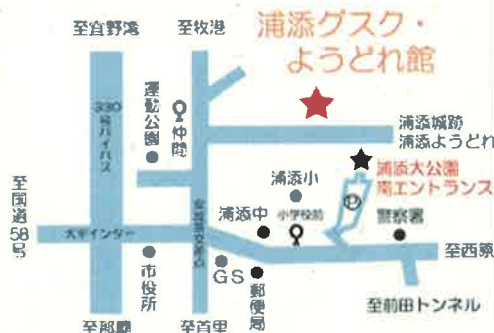 浦添グスク・
ようどれ館
至宜野湾
至牧港
330号バイパス
運動公園
仲間
浦添城跡
浦添ようどれ
浦添大公園
南エントランス
浦添小
小学校前
浦添中
P
警察署
至国道58号
大平インター
市役所
GS
郵便局
至西原
至前田トンネル
至那覇
至首里